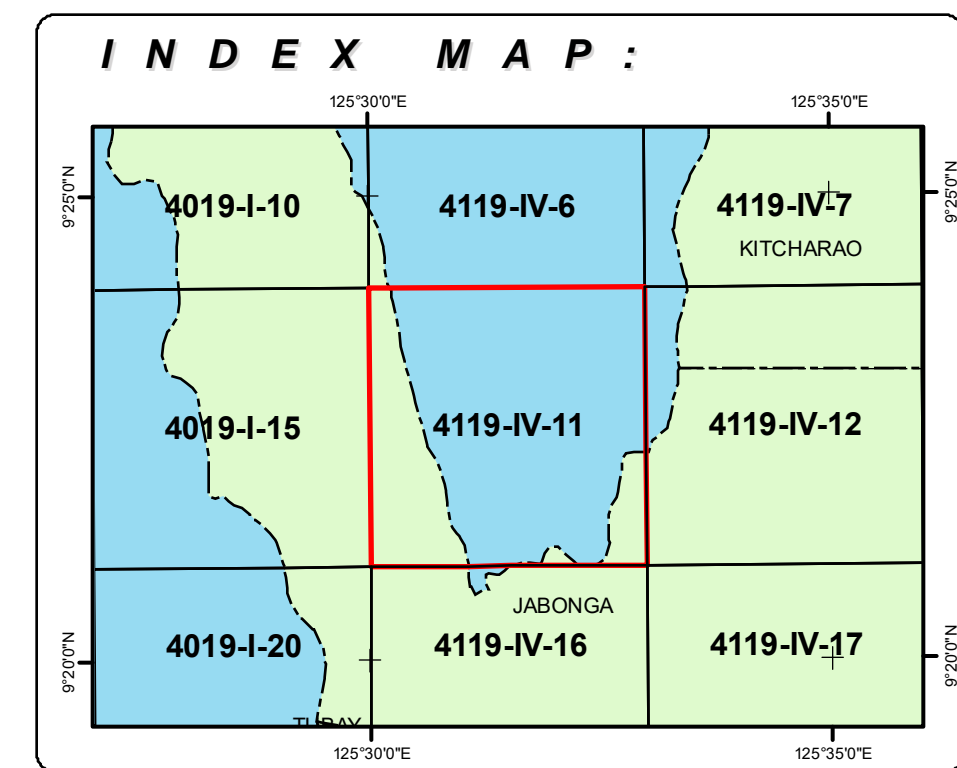 INDEX MAP:
125°30'0"E 125°35'0"E
9°25'0"N 4019-I-10 4119-IV-6 4119-IV-7 9°25'0"N
KITCHARAO
4019-I-15 4119-IV-11 4119-IV-12
JABONGA
9°20'0"N 4019-I-20 4119-IV-16 4119-IV-17 9°20'0"N
TUBAY
125°30'0"E 125°35'0"E